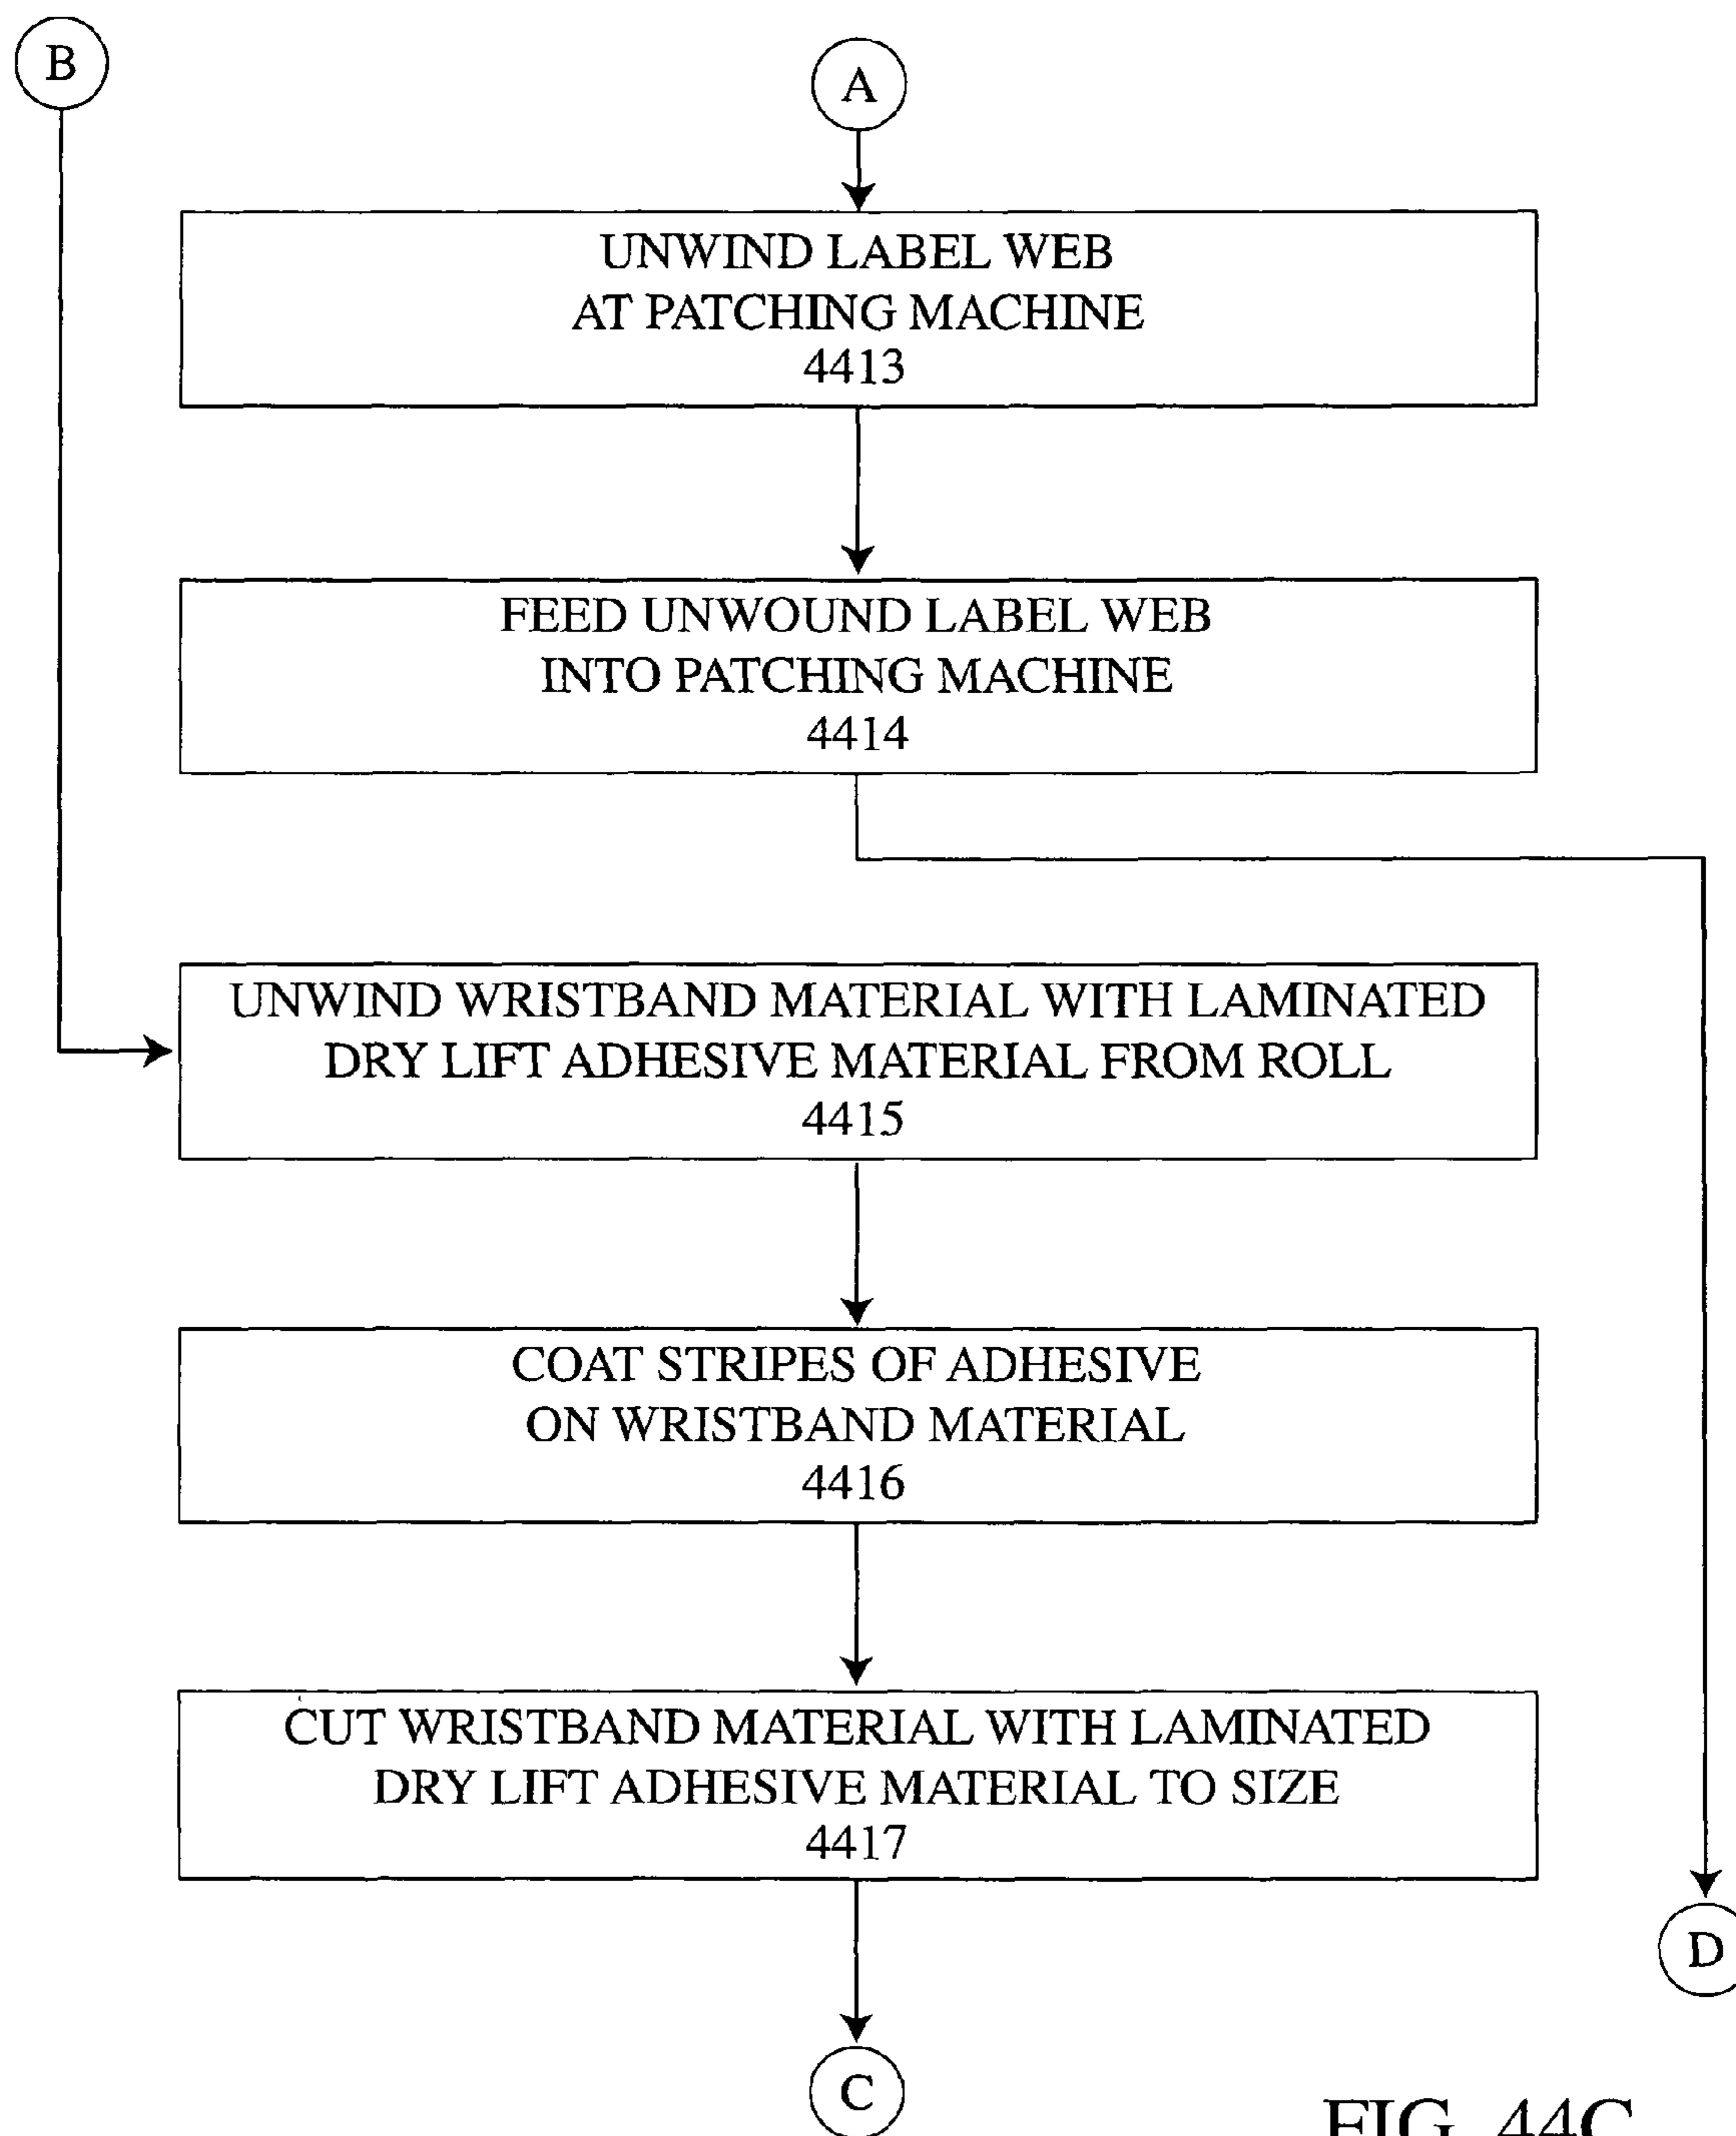 B
A
UNWIND LABEL WEB
AT PATCHING MACHINE
4413
FEED UNWOUND LABEL WEB
INTO PATCHING MACHINE
4414
UNWIND WRISTBAND MATERIAL WITH LAMINATED
DRY LIFT ADHESIVE MATERIAL FROM ROLL
4415
COAT STRIPES OF ADHESIVE
ON WRISTBAND MATERIAL
4416
CUT WRISTBAND MATERIAL WITH LAMINATED
DRY LIFT ADHESIVE MATERIAL TO SIZE
4417
D
C
FIG. 44C